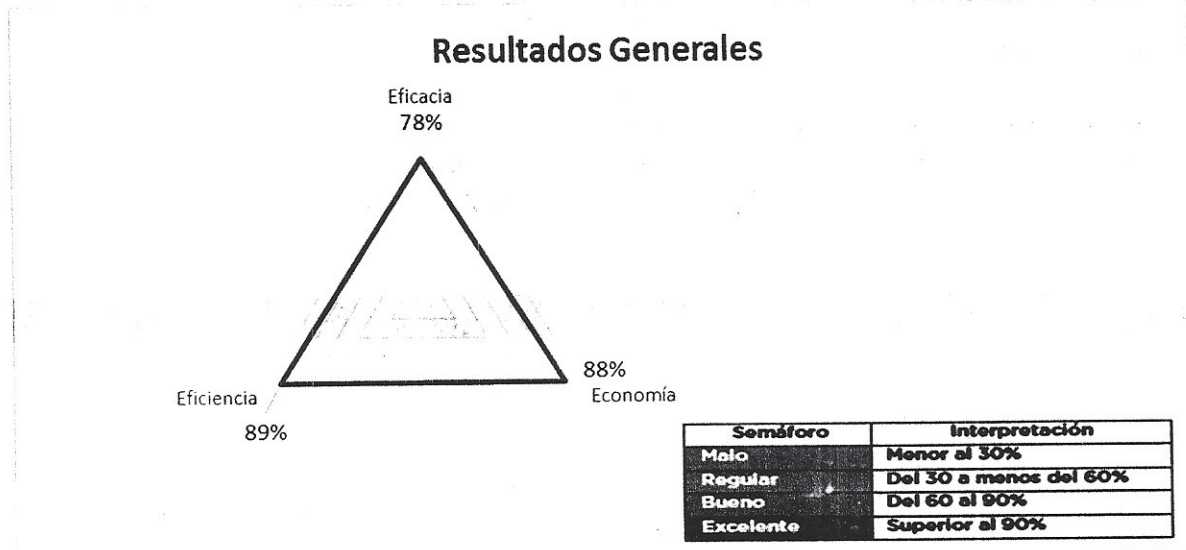 Resultados Generales
Eficacia
78%
88%
Economía
Eficiencia
89%
Semáforo Interpretación
Malo Menor al 30%
Regular Del 30 a menos del 60%
Bueno Del 60 al 90%
Excelente Superior al 90%